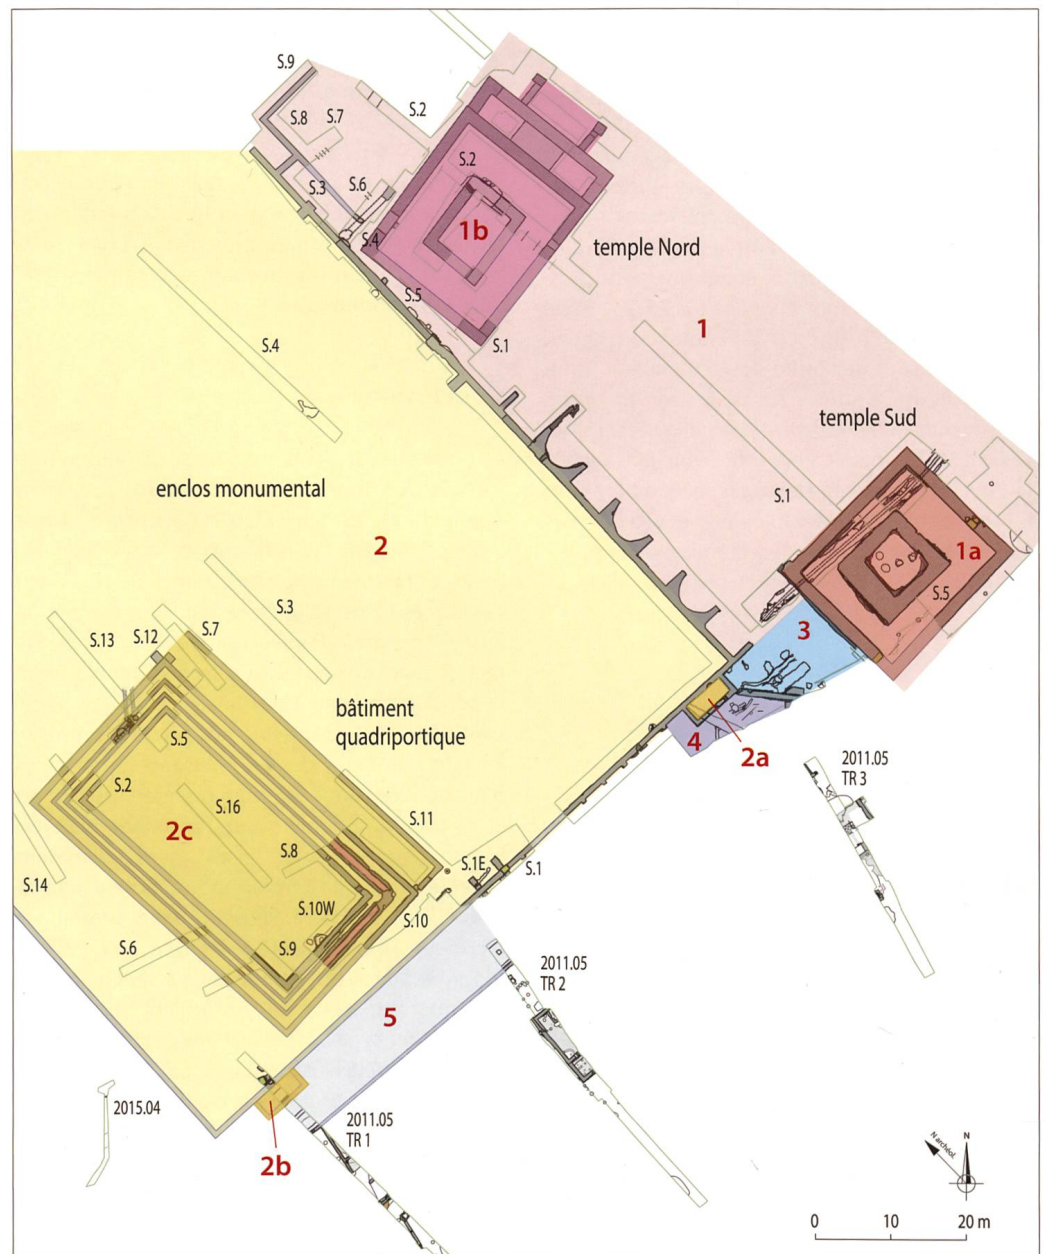 S.9
S.8
S.7
S.2
S.2
S.3
S.6
S.4
1b
temple Nord
S.5
S.1
1
S.4
temple Sud
enclos monumental
S.1
2
1a
S.5
S.3
3
S.13
S.12
S.7
bâtiment
quadriportique
4
2a
S.5
S.2
S.16
2c
2011.05
TR 3
S.11
S.8
S.1E
S.1
S.14
S.10W
S.10
S.6
S.9
2011.05
TR 2
5
2015.04
2011.05
TR 1
2b
N archéol.
N
0 10 20 m